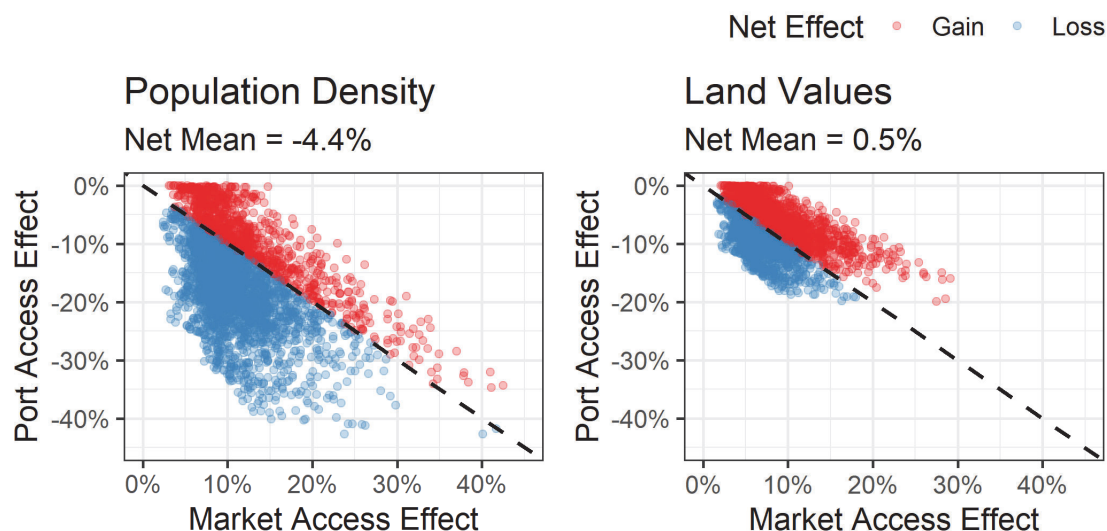 Net Effect Gain Loss
Population Density
Net Mean = -4.4%
Port Access Effect
0%
-10%
-20%
-30%
-40%
0% 10% 20% 30% 40%
Market Access Effect
Land Values
Net Mean = 0.5%
Port Access Effect
0%
-10%
-20%
-30%
-40%
0% 10% 20% 30% 40%
Market Access Effect